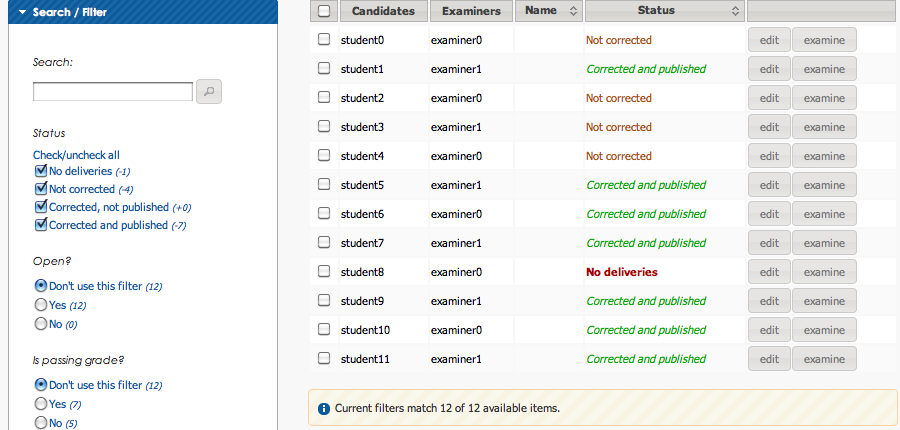 Search / Filter
Search:
Status
Check/uncheck all
No deliveries (-1)
Not corrected (-4)
Corrected, not published (+0)
Corrected and published (-7)
Open?
Don't use this filter (12)
Yes (12)
No (0)
Is passing grade?
Don't use this filter (12)
Yes (7)
No (5)
Candidates Examiners Name Status
student0 examiner0 Not corrected edit examine
student1 examiner1 Corrected and published edit examine
student2 examiner0 Not corrected edit examine
student3 examiner1 Not corrected edit examine
student4 examiner0 Not corrected edit examine
student5 examiner1 Corrected and published edit examine
student6 examiner0 Corrected and published edit examine
student7 examiner1 Corrected and published edit examine
student8 examiner0 No deliveries edit examine
student9 examiner1 Corrected and published edit examine
student10 examiner0 Corrected and published edit examine
student11 examiner1 Corrected and published edit examine
Current filters match 12 of 12 available items.